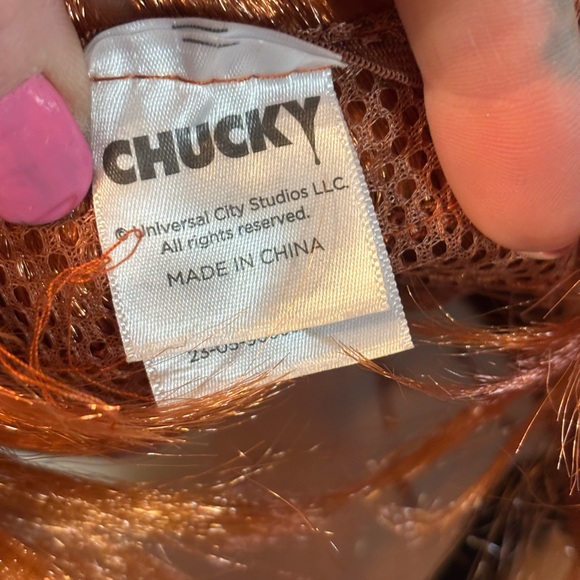 CHUCKY
© Universal City Studios LLC.
All rights reserved.
MADE IN CHINA